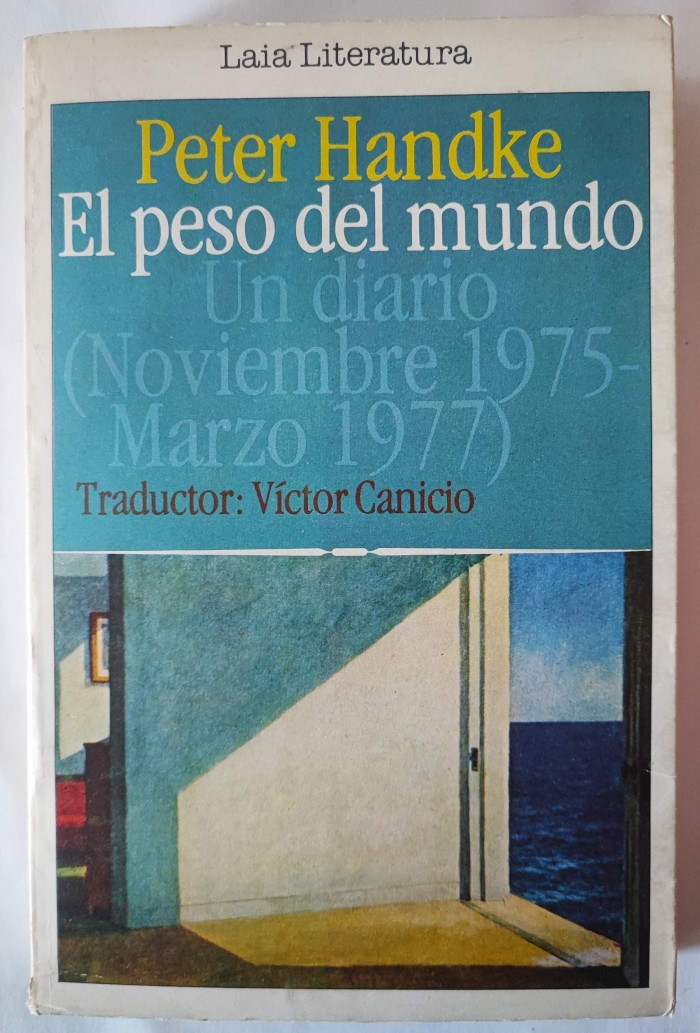 Laia Literatura
Peter Handke
El peso del mundo
Un diario
(Noviembre 1975-
Marzo 1977)
Traductor: Víctor Canicio